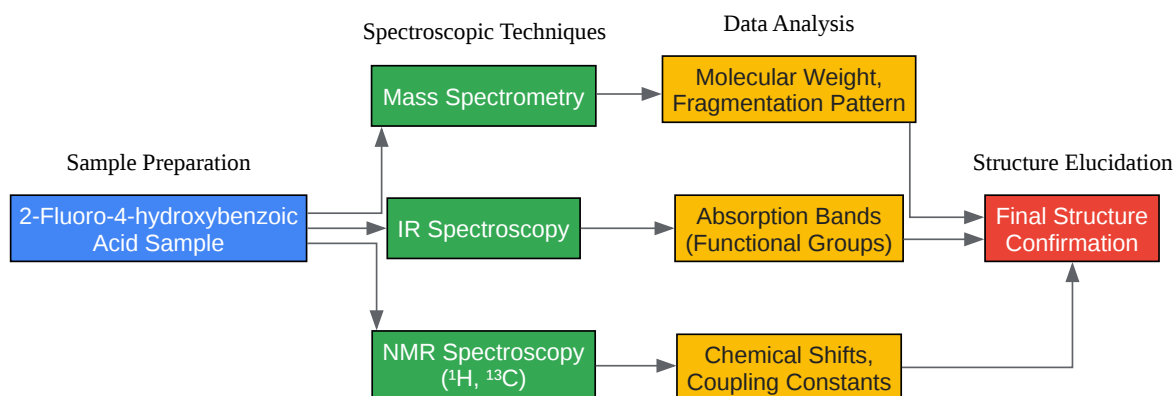 Spectroscopic Techniques
Data Analysis
Mass Spectrometry
Molecular Weight,
Fragmentation Pattern
Sample Preparation
Structure Elucidation
2-Fluoro-4-hydroxybenzoic
Acid Sample
IR Spectroscopy
Absorption Bands
(Functional Groups)
Final Structure
Confirmation
NMR Spectroscopy
(¹H, ¹³C)
Chemical Shifts,
Coupling Constants